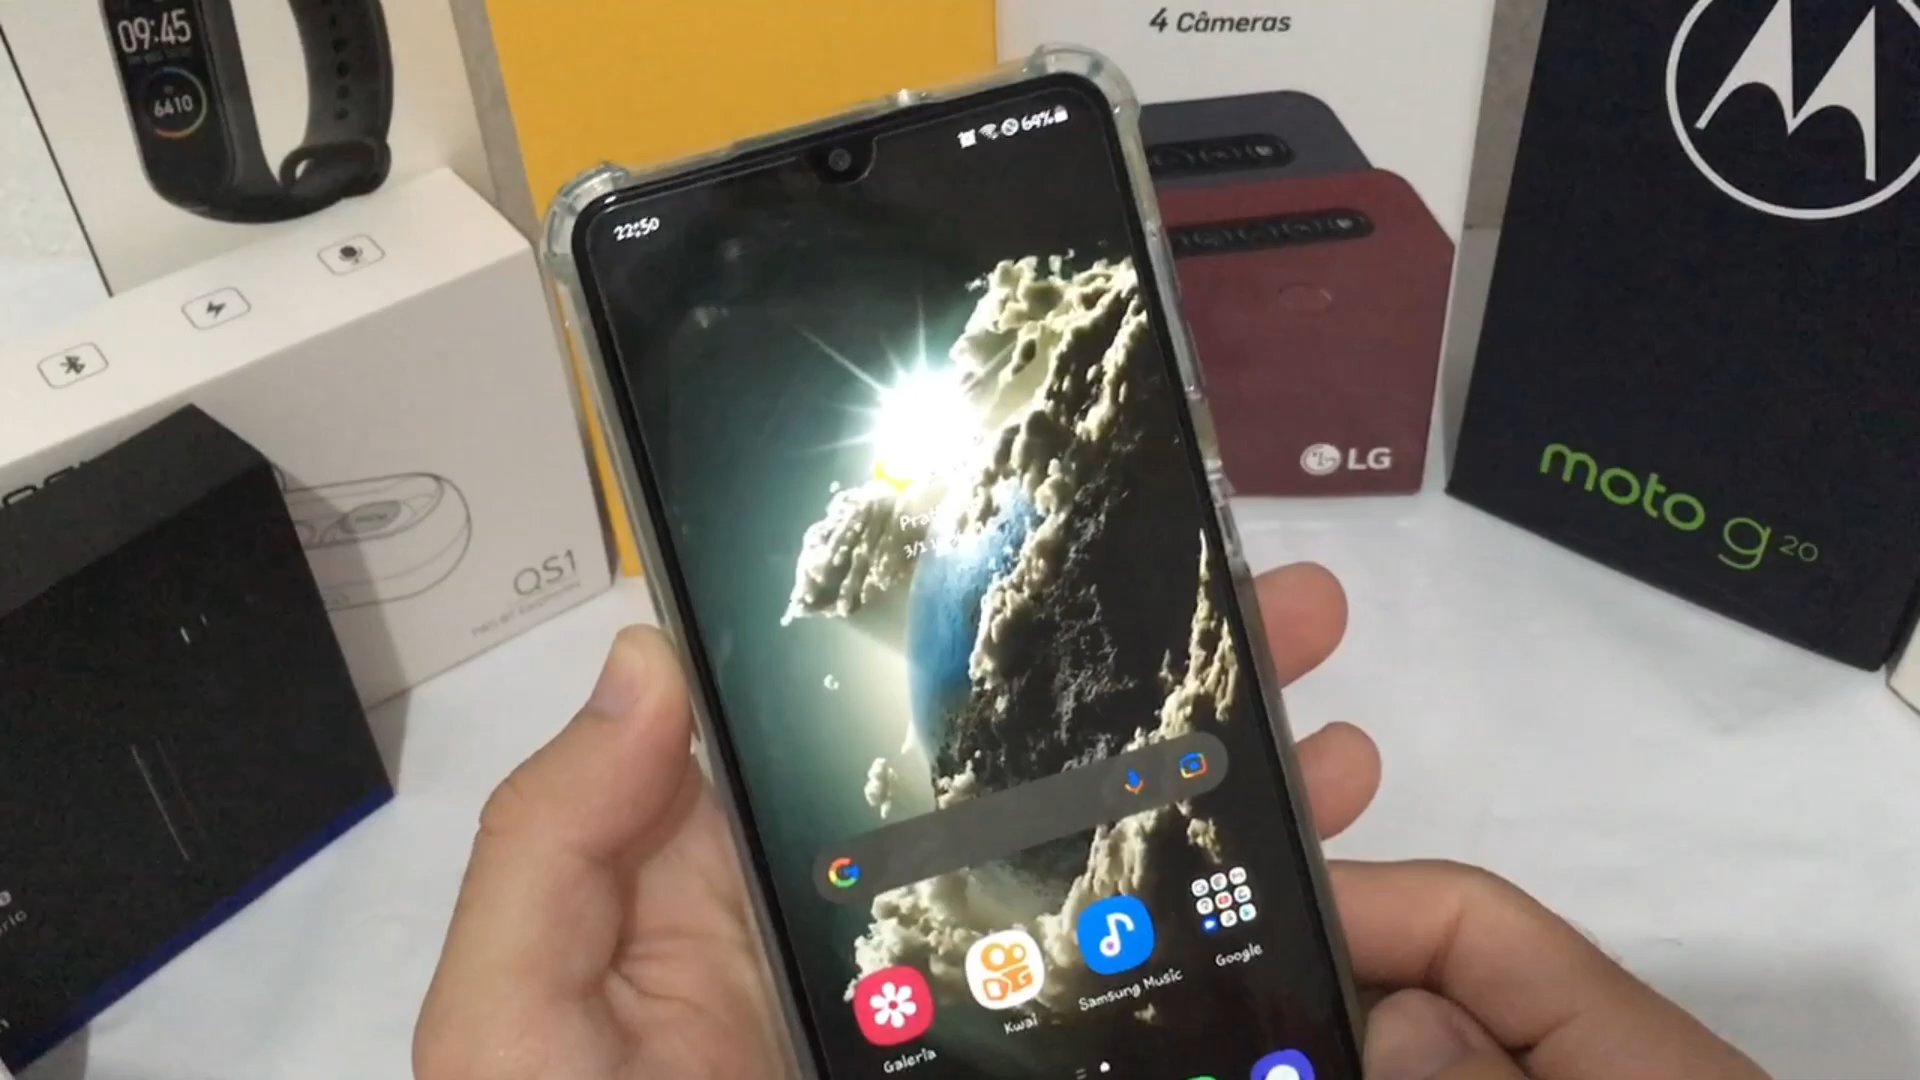 09:45
6410
4 Câmeras
64%
22:50
LG
moto g20
QS1
Galeria
Kwai
Samsung Music
Google